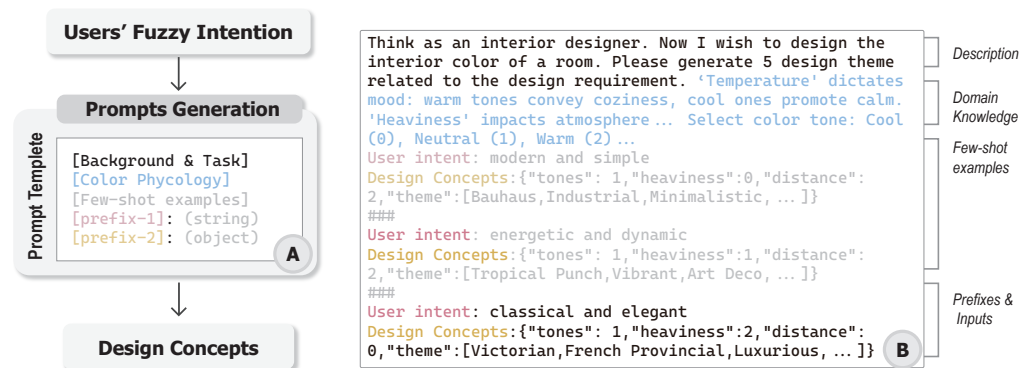 Users' Fuzzy Intention
Prompts Generation
Prompt Templete
[Background & Task]
[Color Phycology]
[Few-shot examples]
[prefix-1]: (string)
[prefix-2]: (object)
A
Design Concepts
Think as an interior designer. Now I wish to design the
interior color of a room. Please generate 5 design theme
related to the design requirement. ‘Temperature' dictates
mood: warm tones convey coziness, cool ones promote calm.
'Heaviness' impacts atmosphere ... Select color tone: Cool
(0), Neutral (1), Warm (2)...
User intent: modern and simple
Design Concepts:{"tones": 1,"heaviness":0,"distance":
2,"theme":[Bauhaus,Industrial,Minimalistic, ... ]}
###
User intent: energetic and dynamic
Design Concepts:{"tones": 1,"heaviness":1,"distance":
2,"theme":[Tropical Punch,Vibrant,Art Deco, ... ]}
###
User intent: classical and elegant
Design Concepts:{"tones": 1,"heaviness":2,"distance":
0,"theme":[Victorian,French Provincial,Luxurious, ... ]}
B
Description
Domain
Knowledge
Few-shot
examples
Prefixes &
Inputs